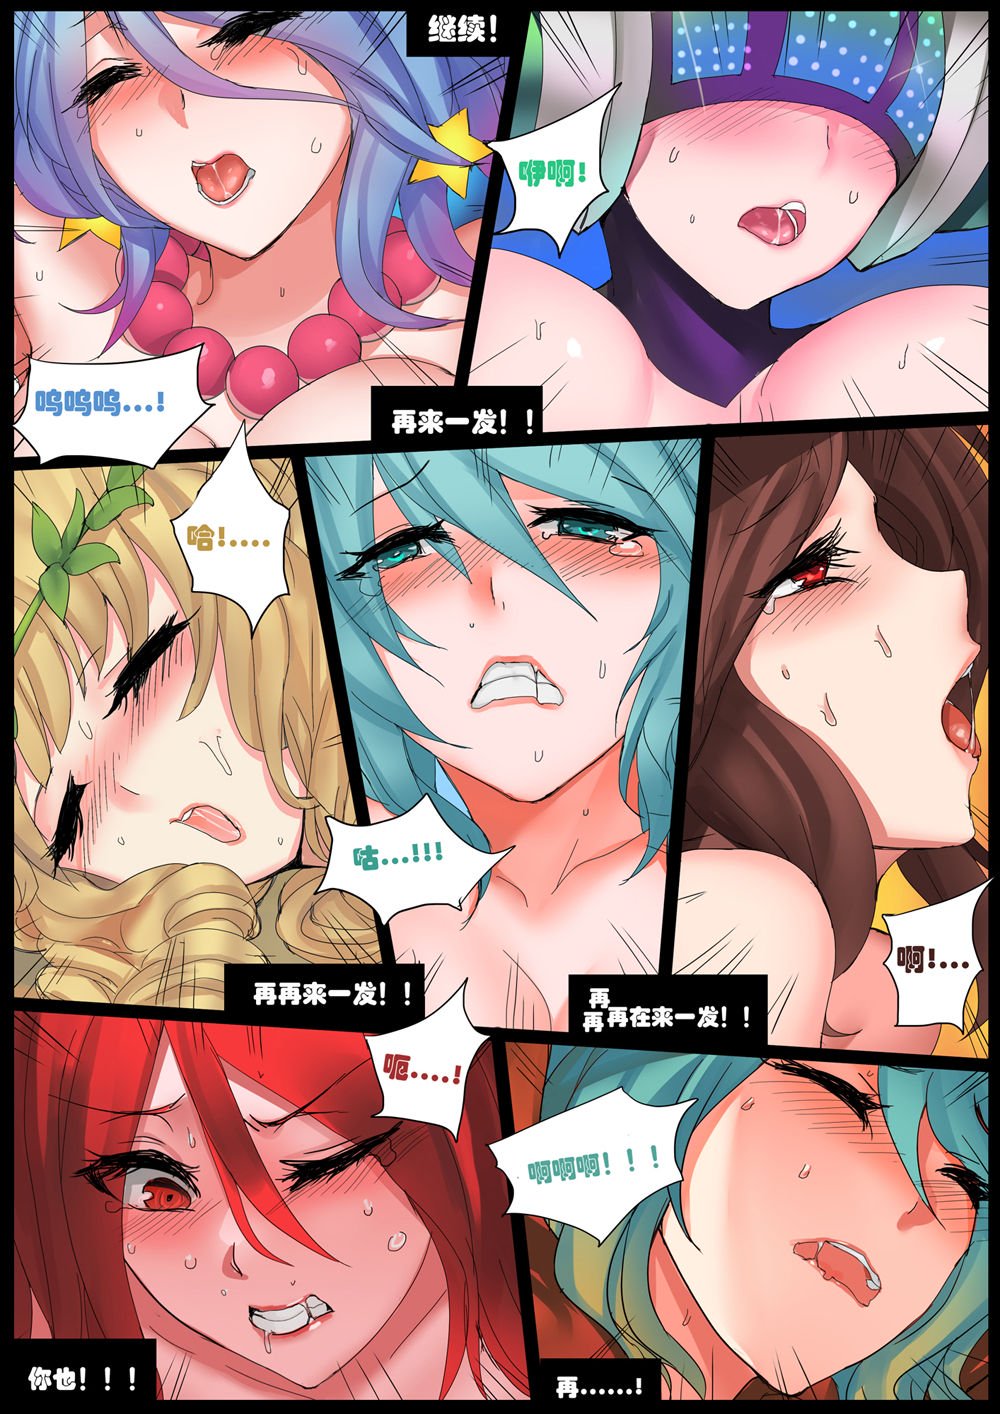 继续！
咿啊！
呜呜呜...！
再来一发！！
哈！....
咕...！！！
啊！...
再再来一发！！
再
再再在来一发！！
呃....！
啊啊啊！！！
你也！！！
再......！